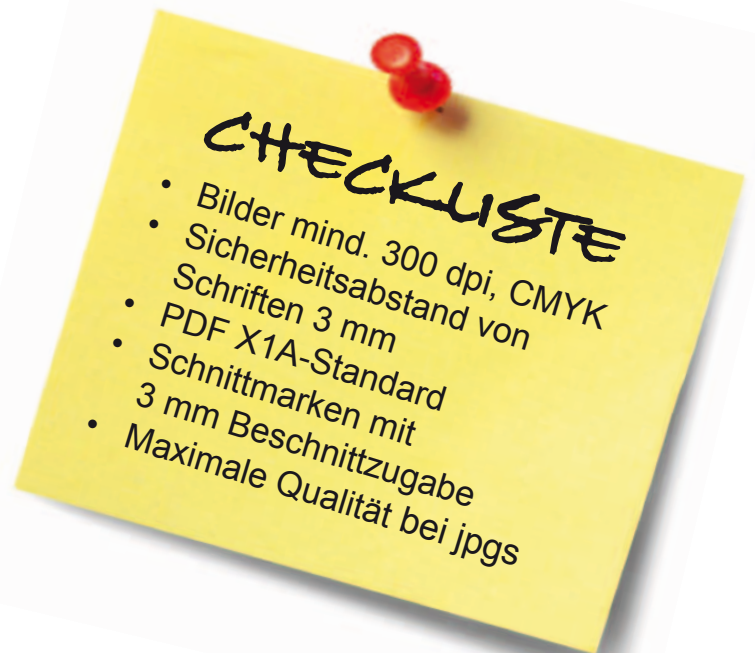 CHECKLISTE
• Bilder mind. 300 dpi, CMYK
• Sicherheitsabstand von
Schriften 3 mm
• PDF X1A-Standard
• Schnittmarken mit
3 mm Beschnittzugabe
• Maximale Qualität bei jpgs